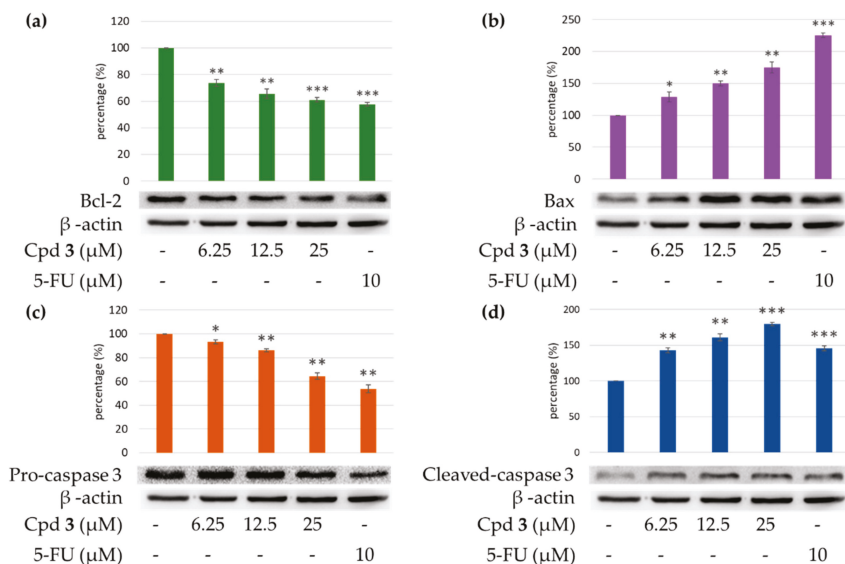 (a)
percentage (%)
120
100
80
60
40
20
0
** ** *** ***
Bcl-2
β -actin
Cpd 3 (µM) - 6.25 12.5 25 -
5-FU (µM) - - - - 10
(b)
percentage (%)
250
200
150
100
50
0
* ** ** ***
Bax
β -actin
Cpd 3 (µM) - 6.25 12.5 25 -
5-FU (µM) - - - - 10
(c)
percentage (%)
120
100
80
60
40
20
0
* ** ** **
Pro-caspase 3
β -actin
Cpd 3 (µM) - 6.25 12.5 25 -
5-FU (µM) - - - - 10
(d)
percentage (%)
200
150
100
50
0
** ** *** ***
Cleaved-caspase 3
β -actin
Cpd 3 (µM) - 6.25 12.5 25 -
5-FU (µM) - - - - 10